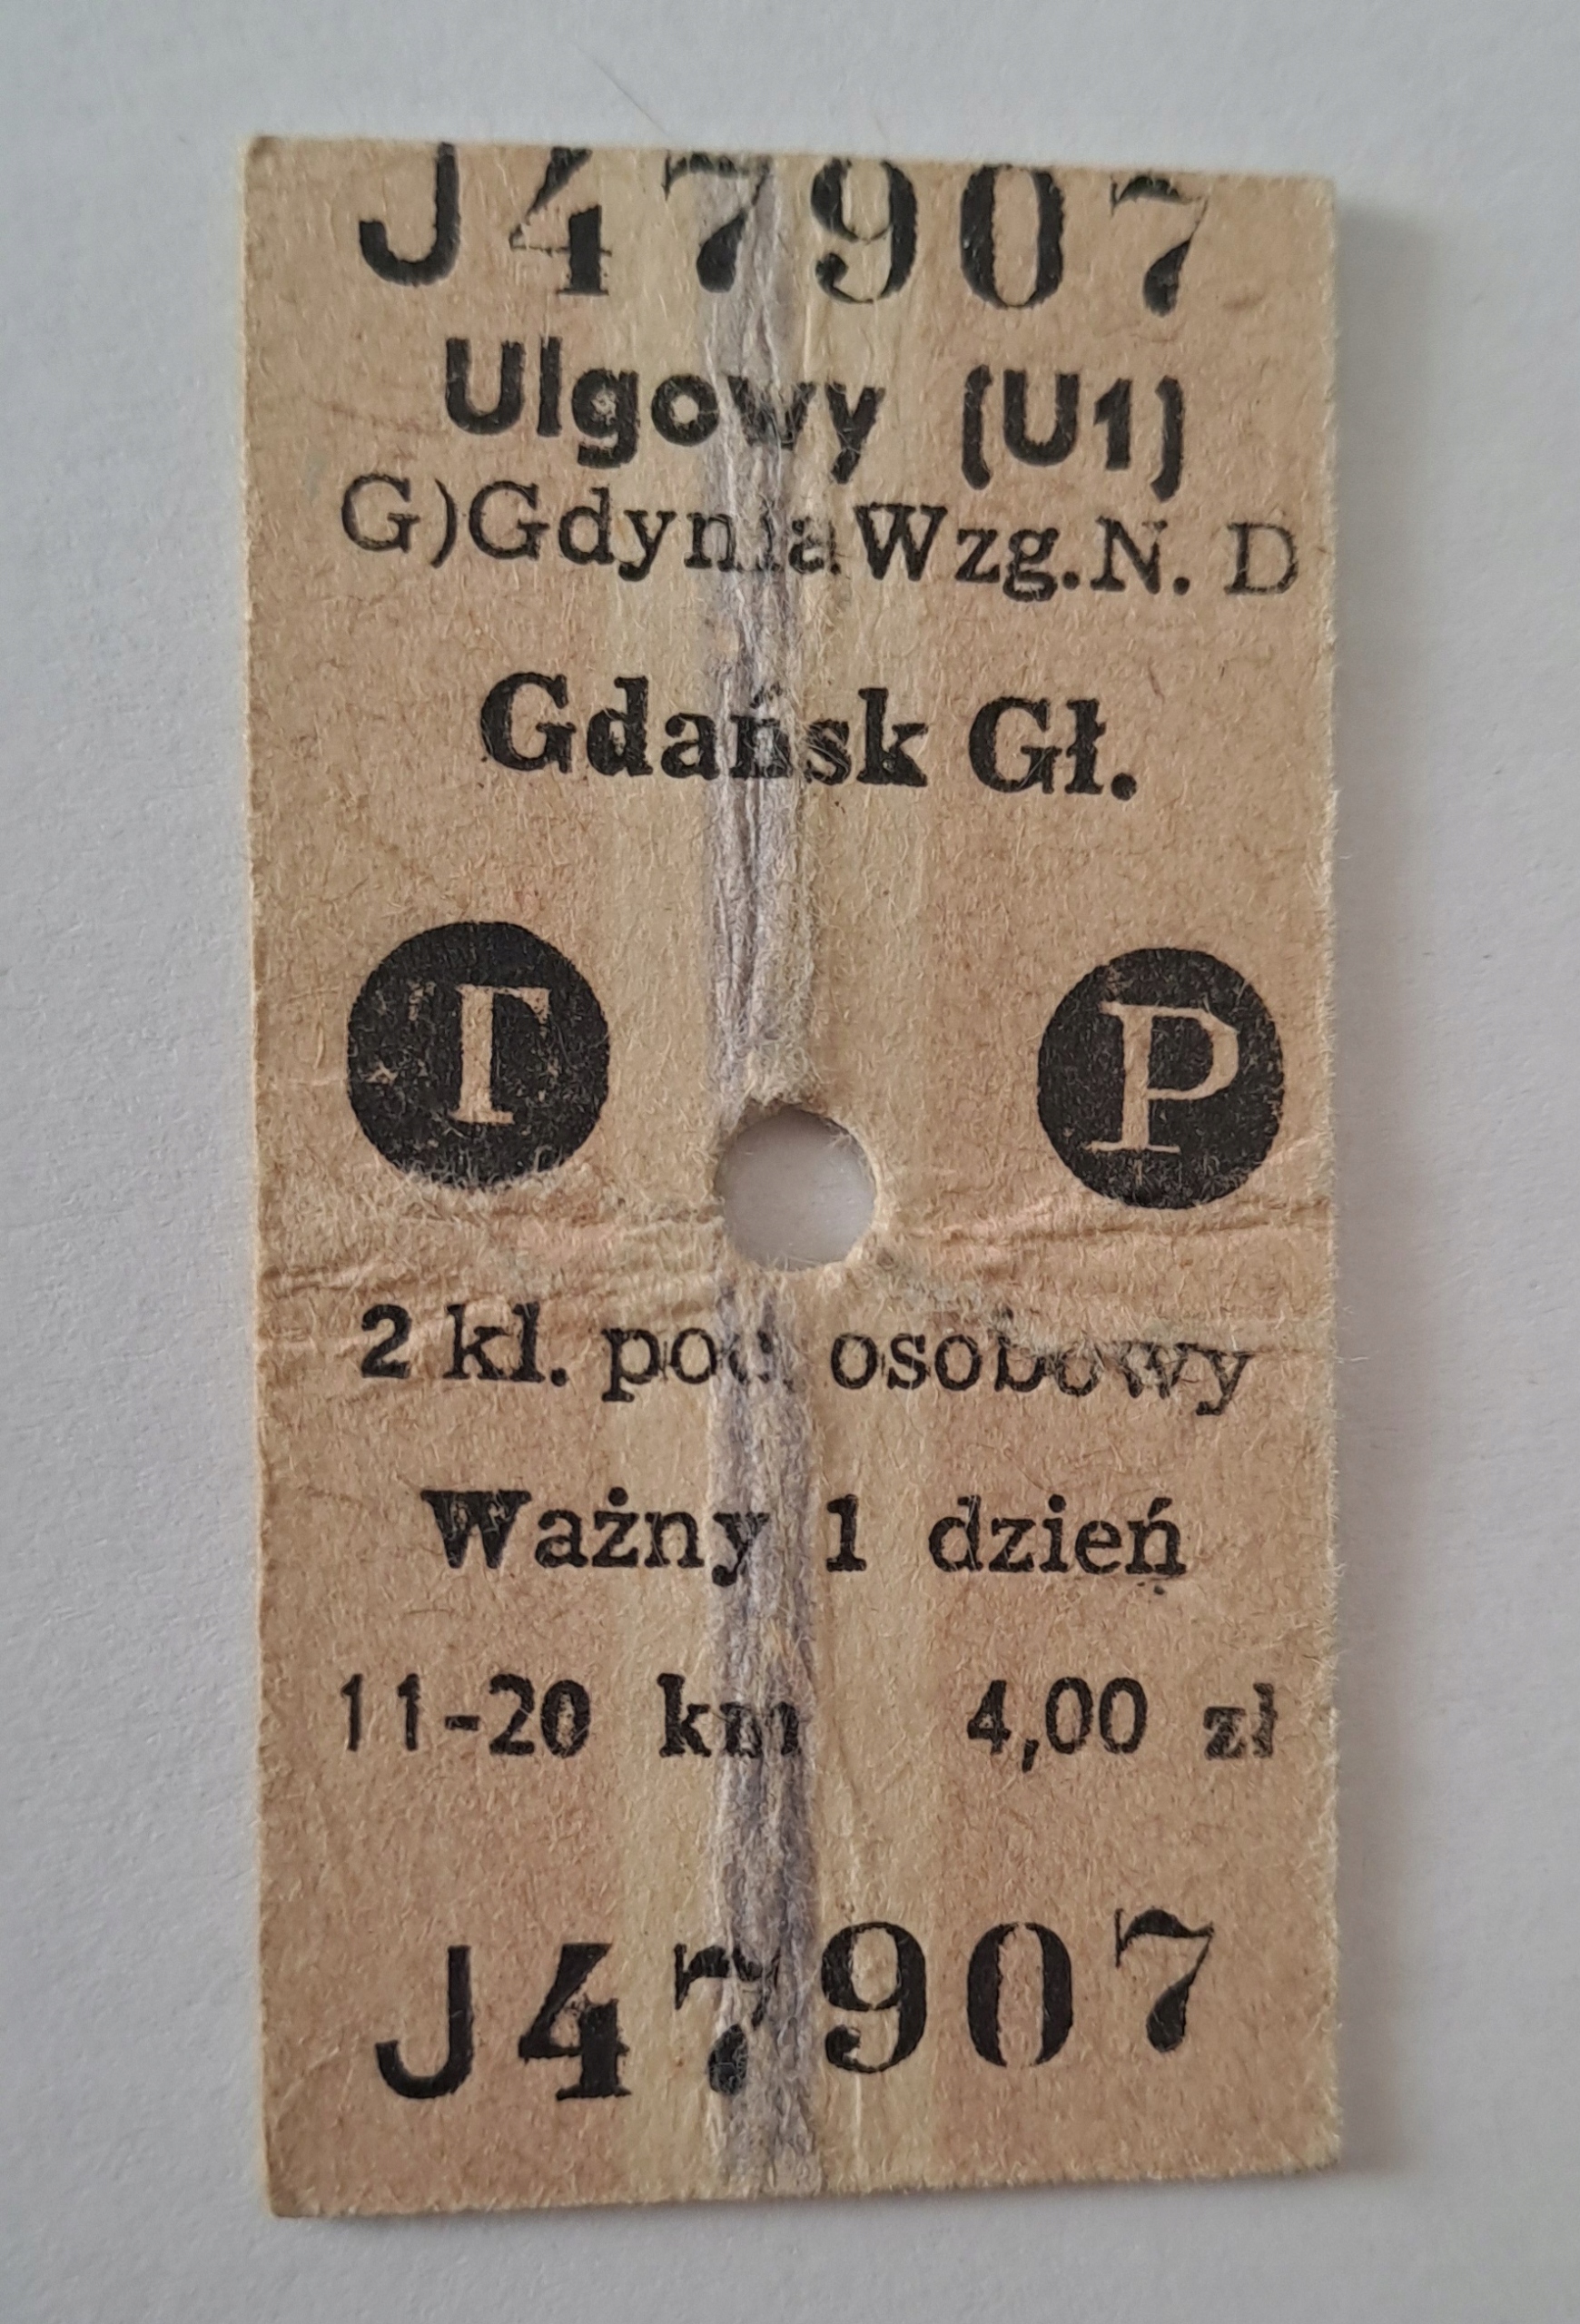 J47907
Ulgowy (U1)
G)GdyniaWzg.N. D
Gdańsk Gł.
T P
2 kl. poc. osobowy
Ważny 1 dzień
11-20 km 4,00 zł
J47907